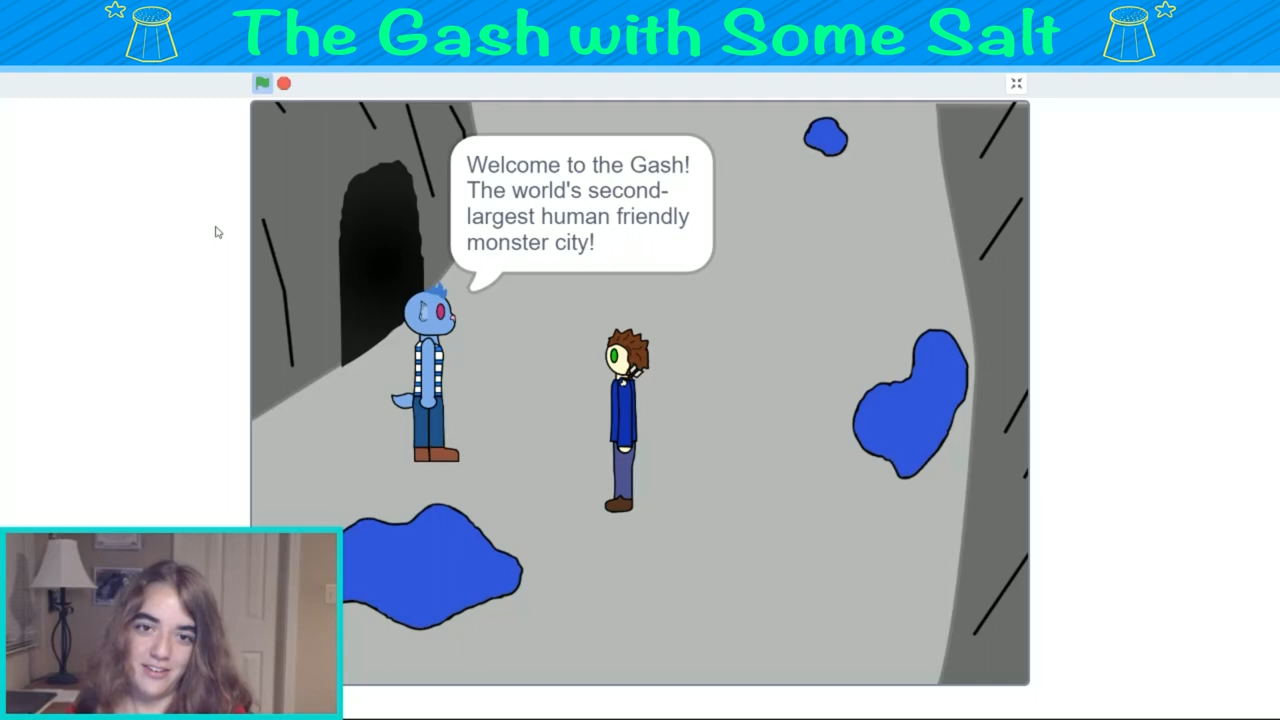 The Gash with Some Salt
Welcome to the Gash!
The world's second-
largest human friendly
monster city!